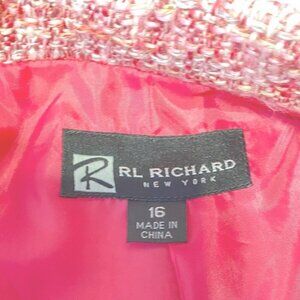 R RL RICHARD
NEW YORK
16
MADE IN
CHINA